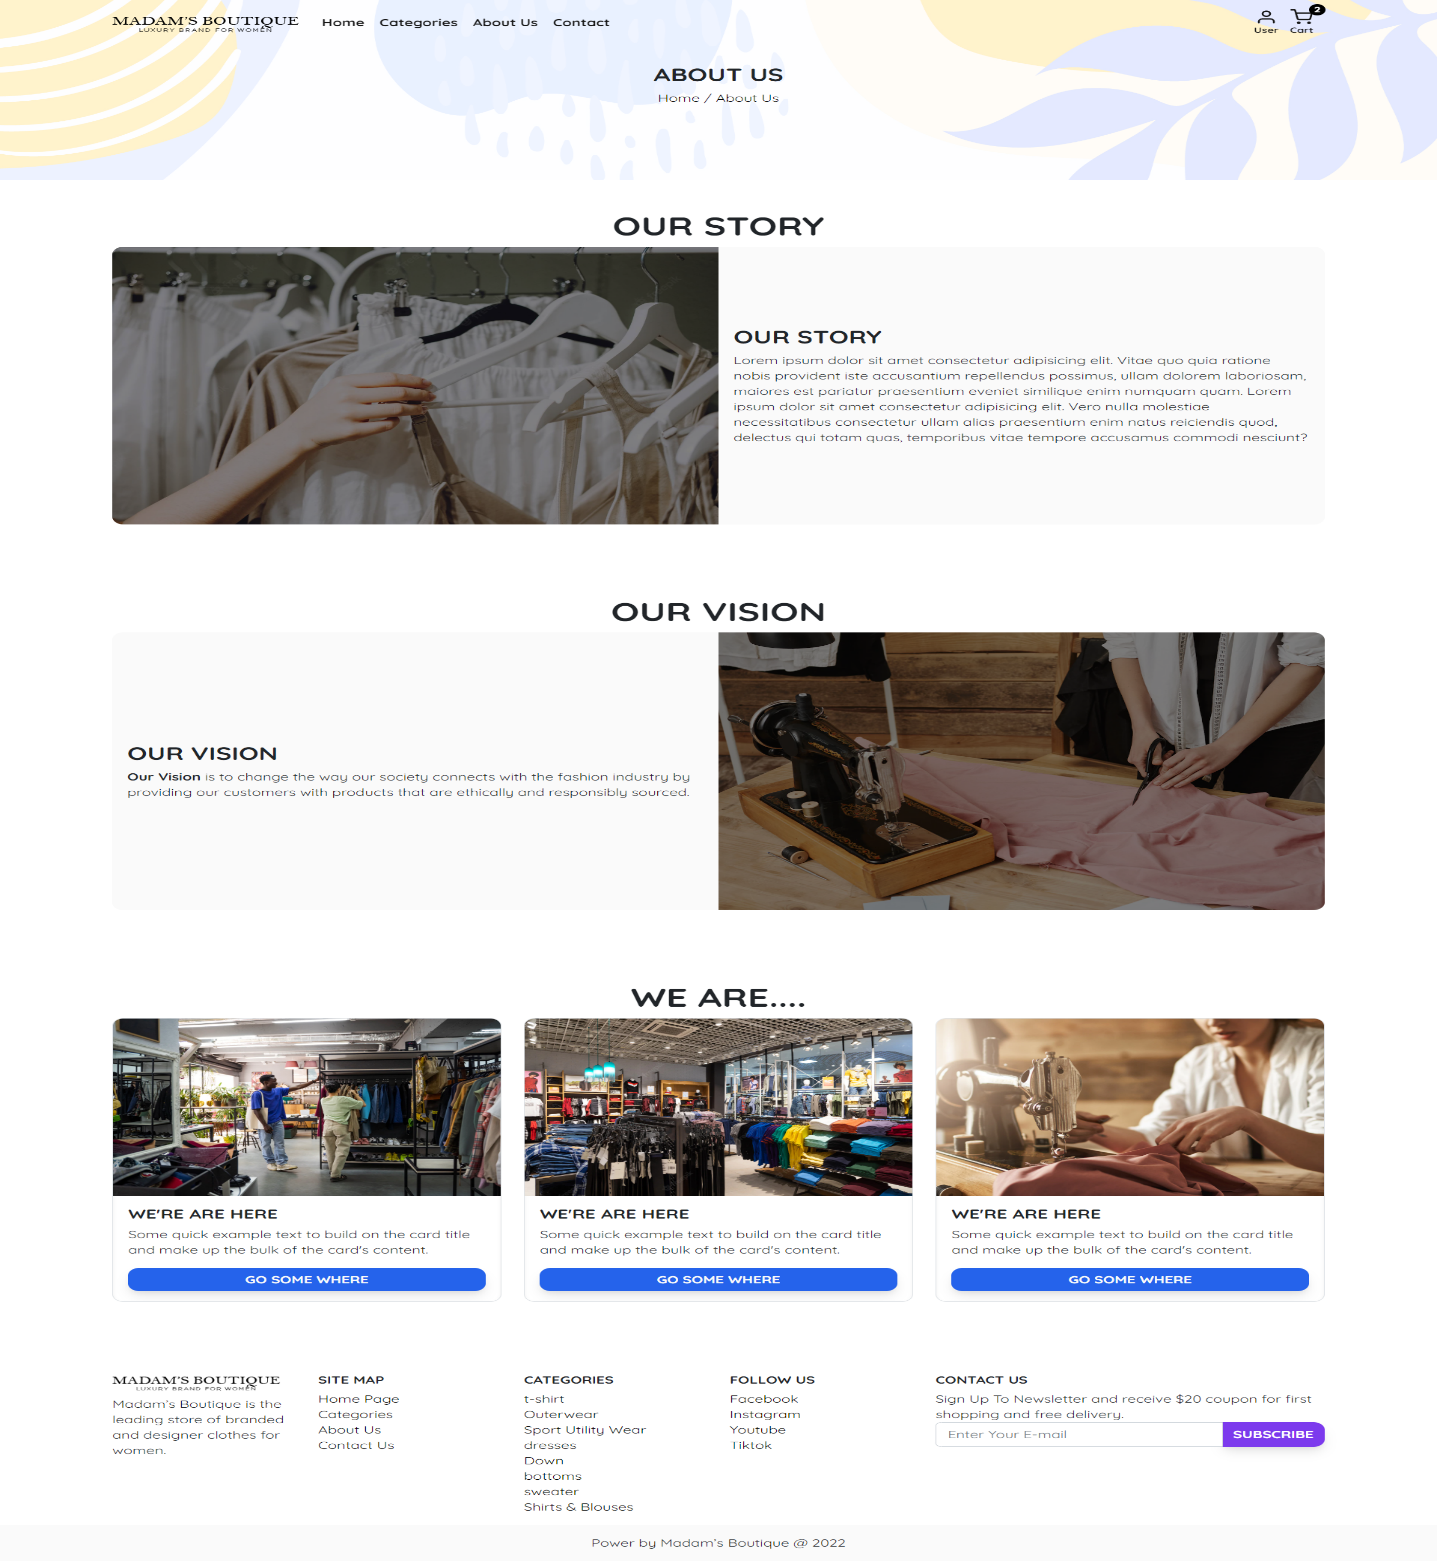 MADAM'S BOUTIQUE
LUXURY BRAND FOR WOMEN
Home Categories About Us Contact
2
User Cart
ABOUT US
Home / About Us
OUR STORY
OUR STORY
Lorem ipsum dolor sit amet consectetur adipisicing elit. Vitae quo quia ratione
nobis provident iste accusantium repellendus possimus, ullam dolorem laboriosam,
maiores est pariatur praesentium eveniet similique enim numquam quam. Lorem
ipsum dolor sit amet consectetur adipisicing elit. Vero nulla molestiae
necessitatibus consectetur ullam alias praesentium enim natus reiciendis quod,
delectus qui totam quas, temporibus vitae tempore accusamus commodi nesciunt?
OUR VISION
OUR VISION
Our Vision is to change the way our society connects with the fashion industry by
providing our customers with products that are ethically and responsibly sourced.
WE ARE....
WE'RE ARE HERE
Some quick example text to build on the card title
and make up the bulk of the card's content.
GO SOME WHERE
WE'RE ARE HERE
Some quick example text to build on the card title
and make up the bulk of the card's content.
GO SOME WHERE
WE'RE ARE HERE
Some quick example text to build on the card title
and make up the bulk of the card's content.
GO SOME WHERE
MADAM'S BOUTIQUE
LUXURY BRAND FOR WOMEN
Madam's Boutique is the
leading store of branded
and designer clothes for
women.
SITE MAP
Home Page
Categories
About Us
Contact Us
CATEGORIES
t-shirt
Outerwear
Sport Utility Wear
dresses
Down
bottoms
sweater
Shirts & Blouses
FOLLOW US
Facebook
Instagram
Youtube
Tiktok
CONTACT US
Sign Up To Newsletter and receive $20 coupon for first
shopping and free delivery.
Enter Your E-mail SUBSCRIBE
Power by Madam's Boutique @ 2022